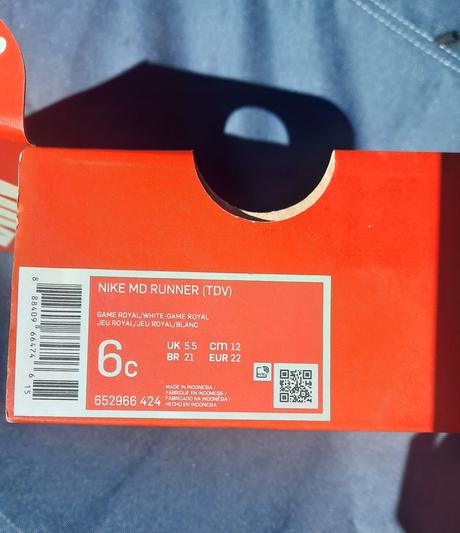 NIKE MD RUNNER (TDV)
GAME ROYAL/WHITE-GAME ROYAL
JEU ROYAL/JEU ROYAL/BLANC
6C
UK 5.5 cm 12
BR 21 EUR 22
652966 424
MADE IN INDONESIA /
FABRIQUÉ EN INDONESIE /
FABRICADO NA INDONÉSIA /
HECHO EN INDONESIA
8 88409 66474 6 15